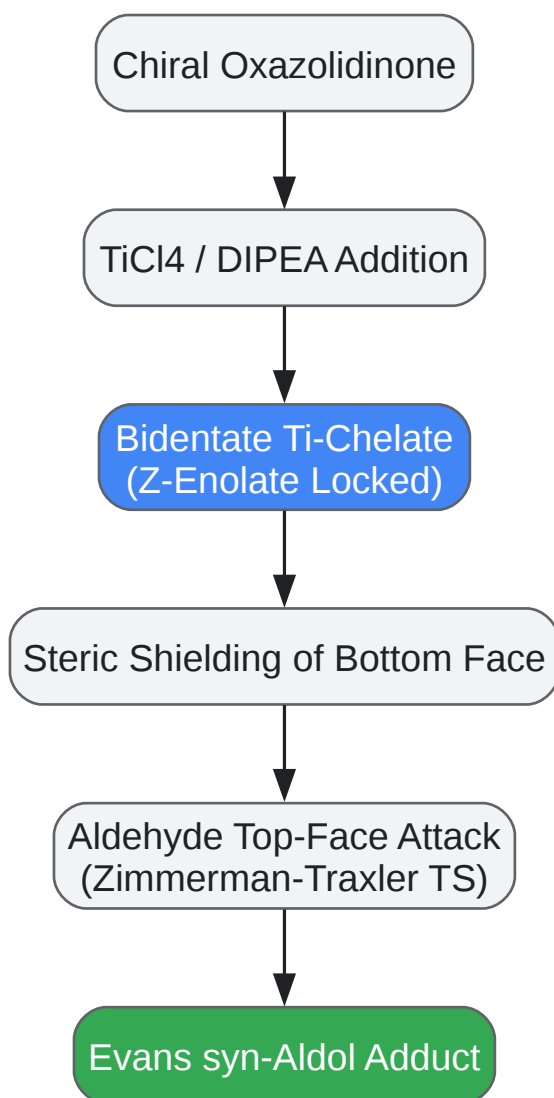 Chiral Oxazolidinone
TiCl4 / DIPEA Addition
Bidentate Ti-Chelate
(Z-Enolate Locked)
Steric Shielding of Bottom Face
Aldehyde Top-Face Attack
(Zimmerman-Traxler TS)
Evans syn-Aldol Adduct